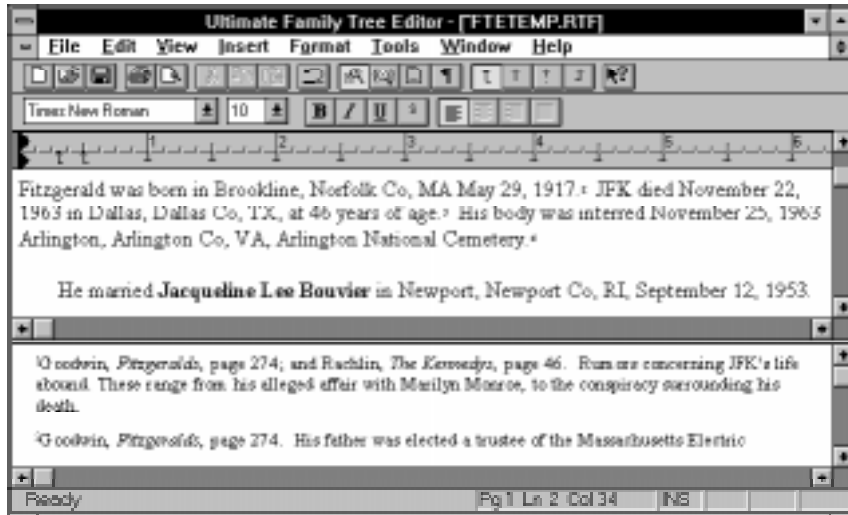 Ultimate Family Tree Editor - [FTETEMP.RTF]
File Edit View Insert Format Tools Window Help
Times New Roman 10 B I U
1 2 3 4 5 6
Fitzgerald was born in Brookline, Norfolk Co, MA May 29, 1917. JFK died November 22,
1963 in Dallas, Dallas Co, TX, at 46 years of age. His body was interred November 25, 1963
Arlington, Arlington Co, VA, Arlington National Cemetery.
He married Jacqueline Lee Bouvier in Newport, Newport Co, RI, September 12, 1953.
Goodwin, Fitzgeralds, page 274; and Rachlin, The Kennedys, page 46. Rumors concerning JFK's life
abound. These range from his alleged affair with Marilyn Monroe, to the conspiracy surrounding his
death.
Goodwin, Fitzgeralds, page 274. His father was elected a trustee of the Massachusetts Electric
Ready Pg 1 Ln 2 Col 34 INS